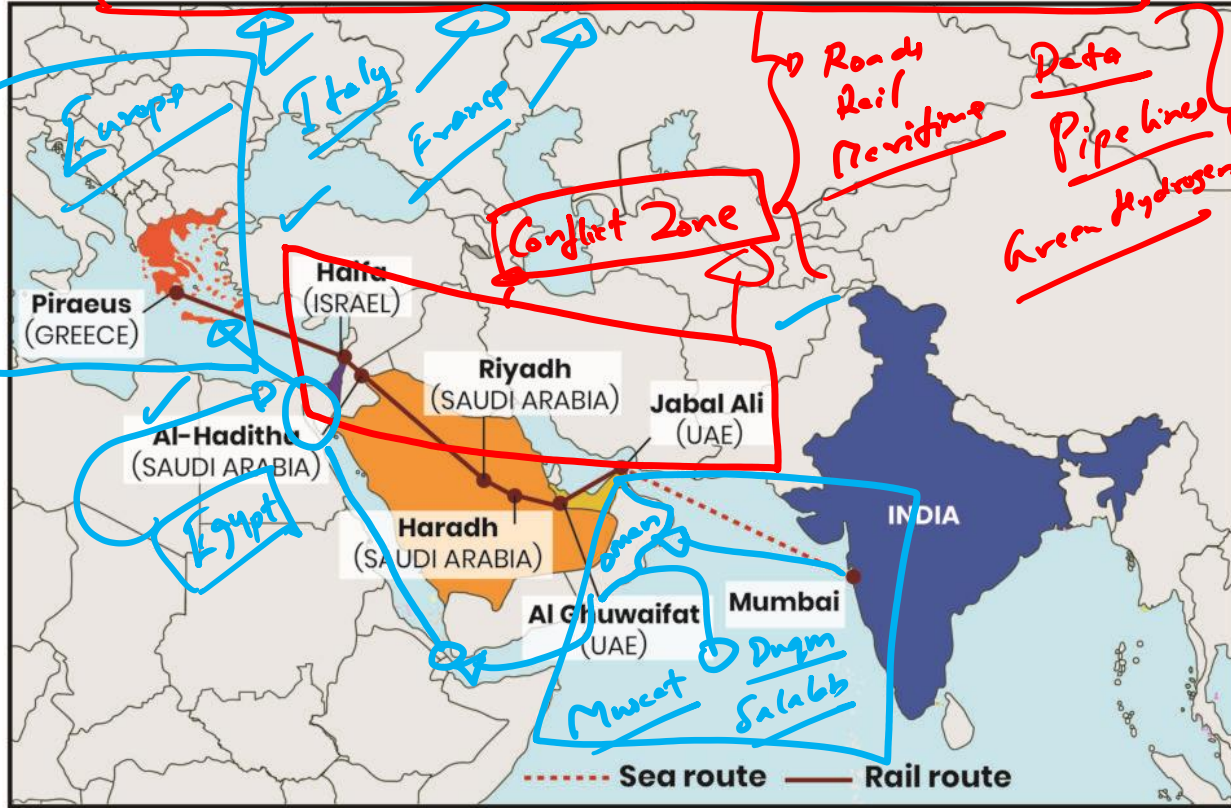 Europe
Italy
France
Roads
Rail
Meritime
Data
Pipelines
Green Hydrogen
Conflict Zone
Haifa
(ISRAEL)
Piraeus
(GREECE)
Riyadh
(SAUDI ARABIA)
Jabal Ali
(UAE)
Al-Haditha
(SAUDI ARABIA)
Egypt
Haradh
(SAUDI ARABIA)
Oman
INDIA
Al Ghuwaifat
(UAE)
Mumbai
Muscat
Duqm
Salalah
Sea route
Rail route